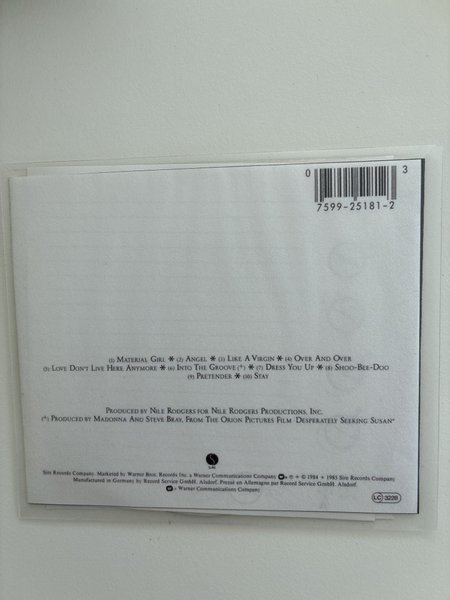 0 3
7599-25181-2
(1) MATERIAL GIRL * (2) ANGEL * (3) LIKE A VIRGIN * (4) OVER AND OVER
(5) LOVE DON'T LIVE HERE ANYMORE * (6) INTO THE GROOVE (*) * (7) DRESS YOU UP * (8) SHOO-BEE-DOO
(9) PRETENDER * (10) STAY
PRODUCED BY NILE RODGERS FOR NILE RODGERS PRODUCTIONS, INC.
(*) PRODUCED BY MADONNA AND STEVE BRAY, FROM THE ORION PICTURES FILM "DESPERATELY SEEKING SUSAN"
Sire Records Company. Marketed by Warner Bros. Records Inc. a Warner Communications Company ℗ + © 1984 + 1985 Sire Records Company
Manufactured in Germany by Record Service GmbH, Alsdorf. Pressé en Allemagne par Record Service GmbH. Alsdorf.
a Warner Communications Company
LC 3228